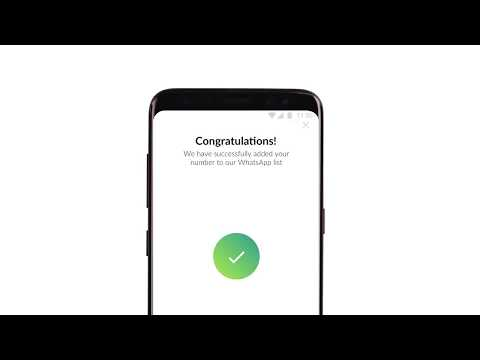 Congratulations!
We have successfully added your
number to our WhatsApp list